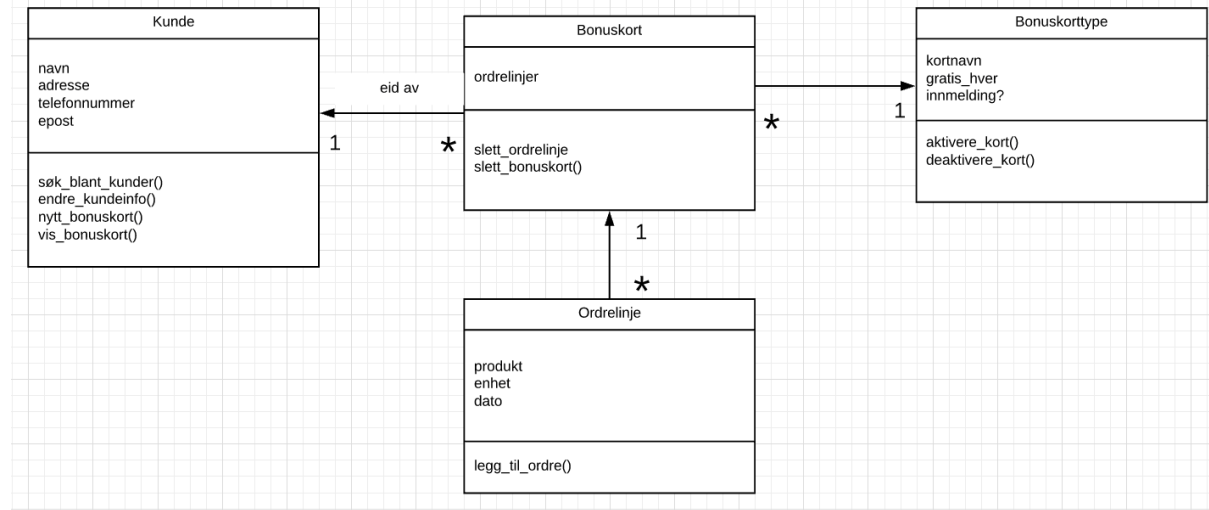 Kunde
navn
adresse
telefonnummer
epost
søk_blant_kunder()
endre_kundeinfo()
nytt_bonuskort()
vis_bonuskort()
eid av
1
*
Bonuskort
ordrelinjer
slett_ordrelinje
slett_bonuskort()
*
1
Bonuskorttype
kortnavn
gratis_hver
innmelding?
aktivere_kort()
deaktivere_kort()
1
*
Ordrelinje
produkt
enhet
dato
legg_til_ordre()